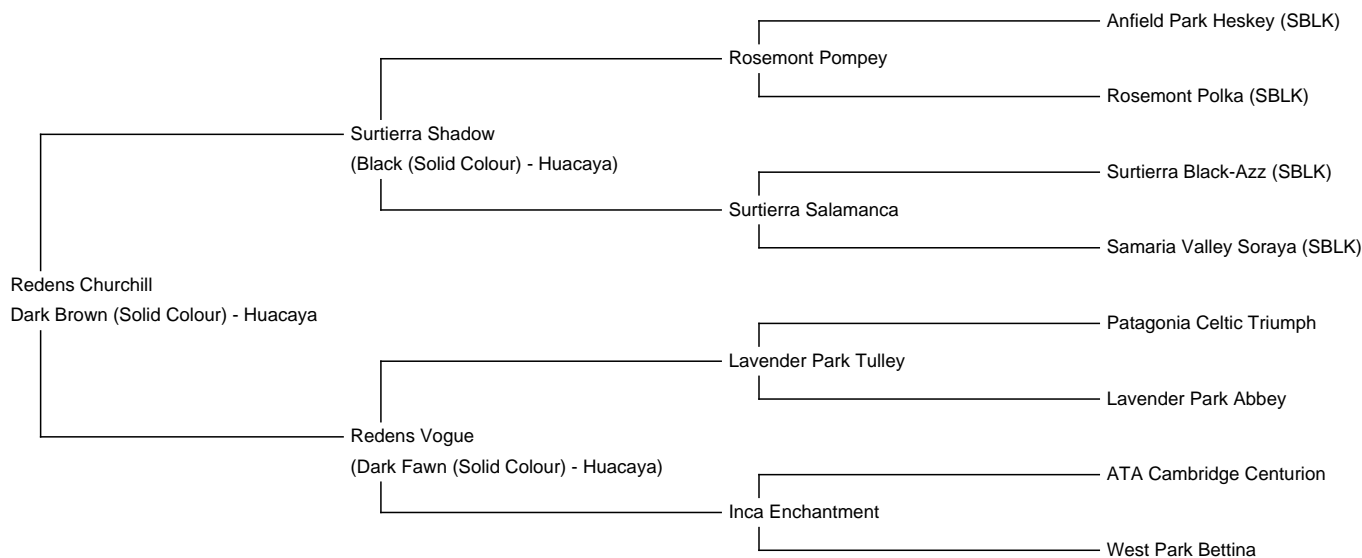 Anfield Park Heskey (SBLK)
Rosemont Pompey
Rosemont Polka (SBLK)
Surtierra Shadow
(Black (Solid Colour) - Huacaya)
Surtierra Black-Azz (SBLK)
Surtierra Salamanca
Samaria Valley Soraya (SBLK)
Redens Churchill
Dark Brown (Solid Colour) - Huacaya
Patagonia Celtic Triumph
Lavender Park Tulley
Lavender Park Abbey
Redens Vogue
(Dark Fawn (Solid Colour) - Huacaya)
ATA Cambridge Centurion
Inca Enchantment
West Park Bettina